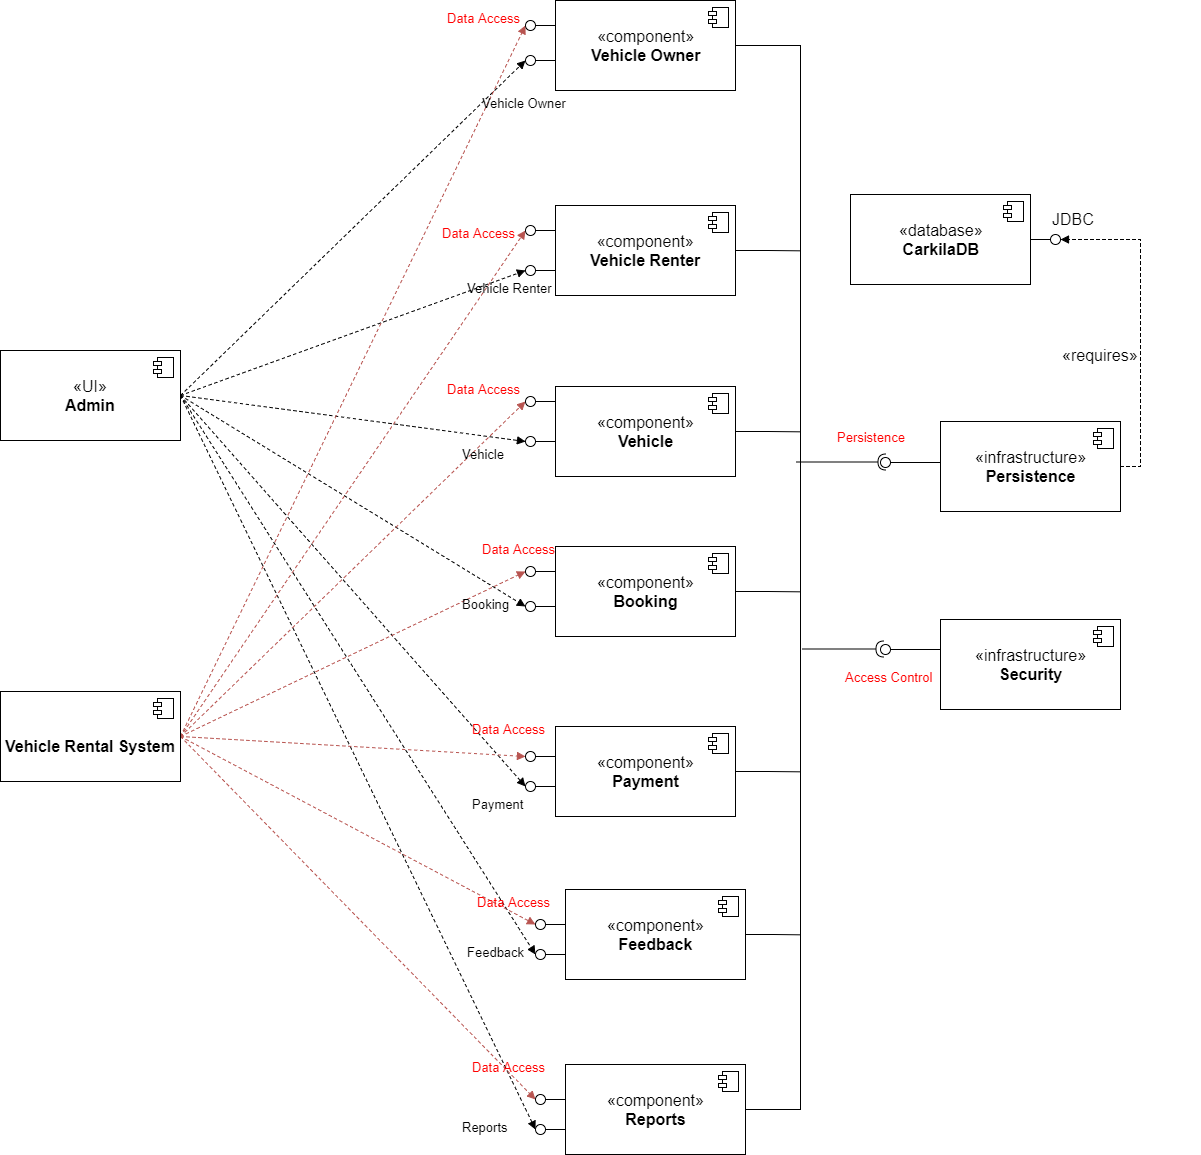 Data Access
«component»
Vehicle Owner
Vehicle Owner
Data Access
«component»
Vehicle Renter
Vehicle Renter
«database»
CarkilaDB
JDBC
«requires»
«UI»
Admin
Data Access
«component»
Vehicle
Vehicle
Persistence
«infrastructure»
Persistence
Data Access
«component»
Booking
Booking
«infrastructure»
Security
Access Control
Vehicle Rental System
Data Access
«component»
Payment
Payment
Data Access
«component»
Feedback
Feedback
Data Access
«component»
Reports
Reports